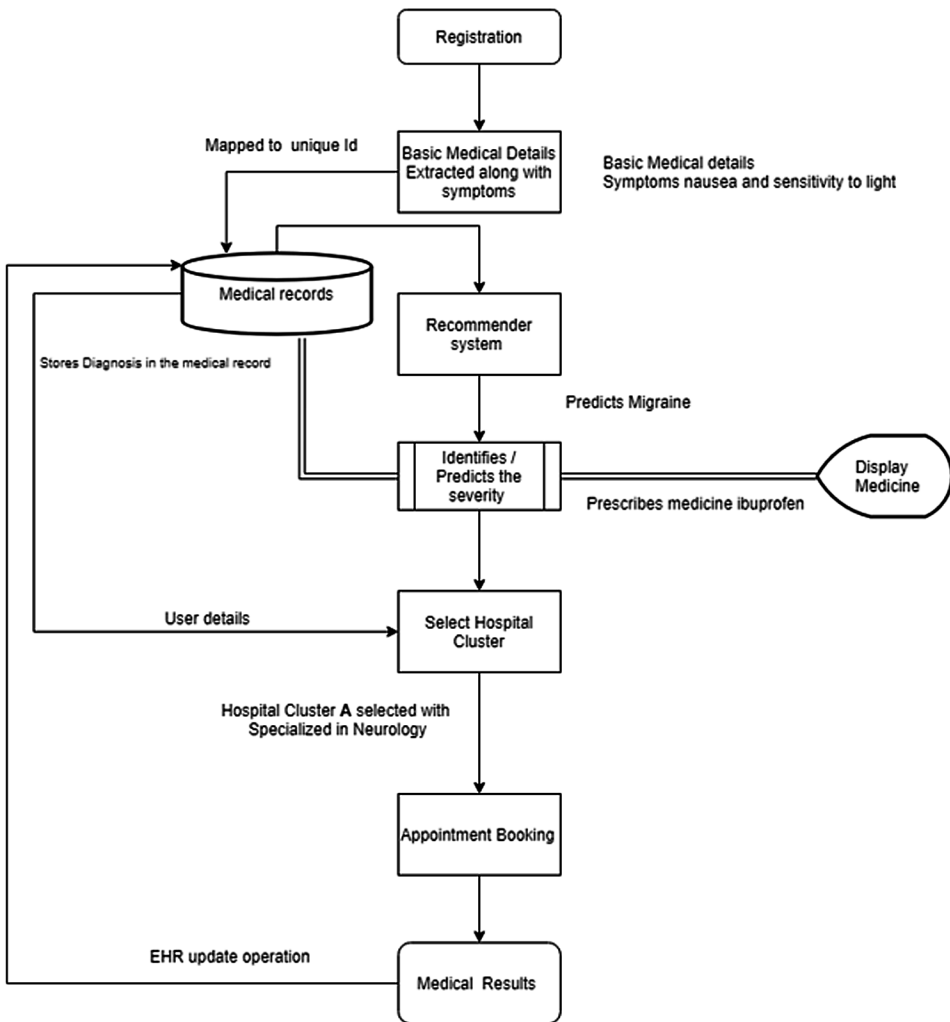 Registration
Mapped to unique Id
Basic Medical Details
Extracted along with
symptoms
Basic Medical details
Symptoms nausea and sensitivity to light
Medical records
Recommender
system
Stores Diagnosis in the medical record
Predicts Migraine
Identifies /
Predicts the
severity
Display
Medicine
Prescribes medicine ibuprofen
User details
Select Hospital
Cluster
Hospital Cluster A selected with
Specialized in Neurology
Appointment Booking
EHR update operation
Medical Results